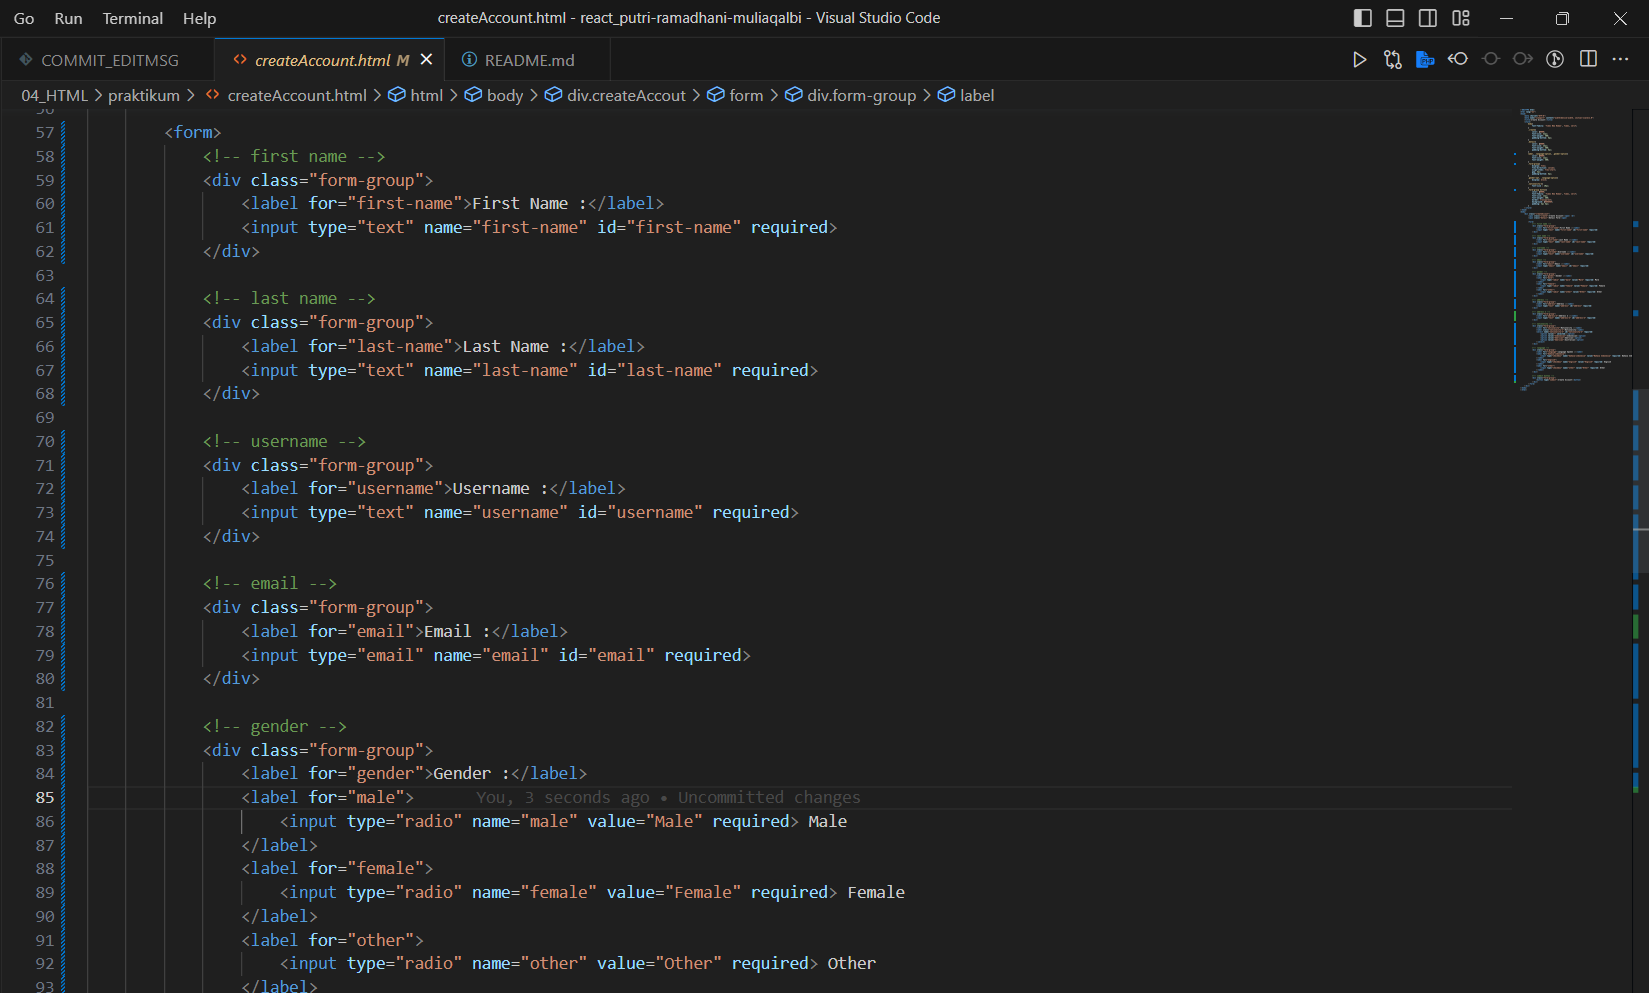 Go Run Terminal Help createAccount.html - react_putri-ramadhani-muliaqalbi - Visual Studio Code
COMMIT_EDITMSG <> createAccount.html M README.md
04_HTML > praktikum > <> createAccount.html > html > body > div.createAccout > form > div.form-group > label
57 <form>
58 <!-- first name -->
59 <div class="form-group">
60 <label for="first-name">First Name :</label>
61 <input type="text" name="first-name" id="first-name" required>
62 </div>
63
64 <!-- last name -->
65 <div class="form-group">
66 <label for="last-name">Last Name :</label>
67 <input type="text" name="last-name" id="last-name" required>
68 </div>
69
70 <!-- username -->
71 <div class="form-group">
72 <label for="username">Username :</label>
73 <input type="text" name="username" id="username" required>
74 </div>
75
76 <!-- email -->
77 <div class="form-group">
78 <label for="email">Email :</label>
79 <input type="email" name="email" id="email" required>
80 </div>
81
82 <!-- gender -->
83 <div class="form-group">
84 <label for="gender">Gender :</label>
85 <label for="male"> You, 3 seconds ago • Uncommitted changes
86 <input type="radio" name="male" value="Male" required> Male
87 </label>
88 <label for="female">
89 <input type="radio" name="female" value="Female" required> Female
90 </label>
91 <label for="other">
92 <input type="radio" name="other" value="Other" required> Other
93 </label>